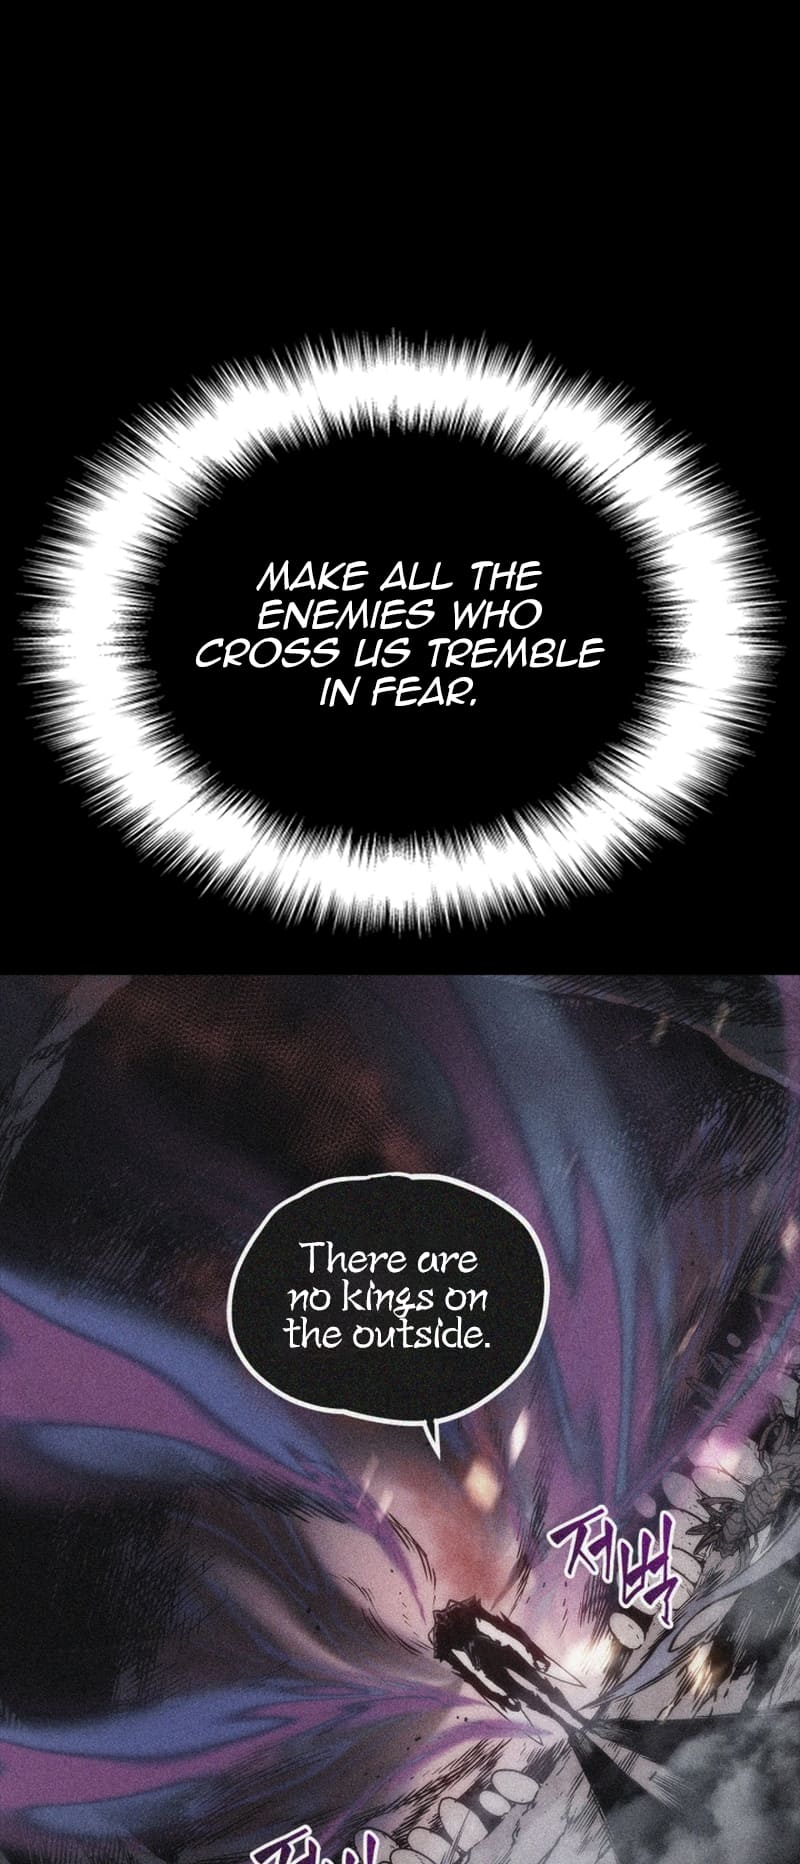 MAKE ALL THE
ENEMIES WHO
CROSS US TREMBLE
IN FEAR.
There are
no kings on
the outside.
저벅